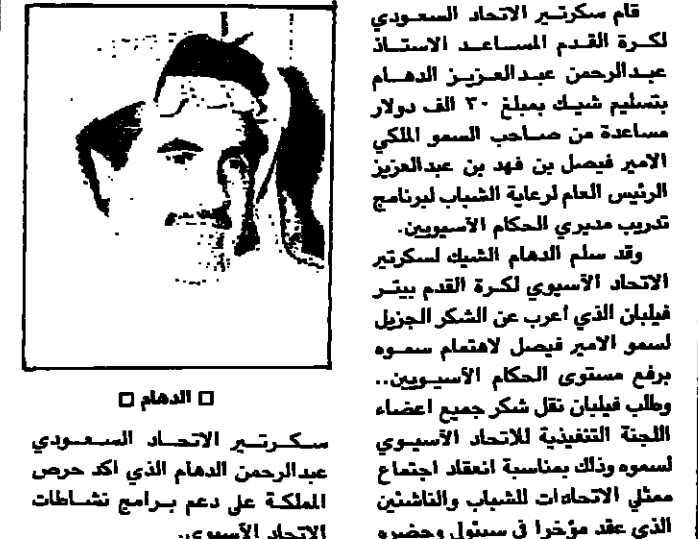 قام سكرتير الاتحاد السعودي
لكرة القدم المساعد الاستاذ
عبدالرحمن عبدالعزيز الدهام
بتسليم شيك بمبلغ ٣٠ الف دولار
مساعدة من صاحب السمو الملكي
الامير فيصل بن فهد بن عبدالعزيز
الرئيس العام لرعاية الشباب لبرنامج
تدريب مديري الحكام الآسيويين.
وقد سلم الدهام الشيك لسكرتير
الاتحاد الآسيوي لكرة القدم بيتر
فيلبان الذي اعرب عن الشكر الجزيل
لسمو الامير فيصل لاهتمام سموه
برفع مستوى الحكام الآسيويين..
وطلب فيلبان نقل شكر جميع اعضاء
اللجنة التنفيذية للاتحاد الآسيوي
لسموه وذلك بمناسبة انعقاد اجتماع
ممثلي الاتحادات للشباب والناشئين
الذي عقد مؤخرا في سيئول وحضره
□ الدهام □
سكرتير الاتحاد السعودي
عبدالرحمن الدهام الذي اكد حرص
المملكة على دعم برامج نشاطات
الاتحاد الآسيوي..